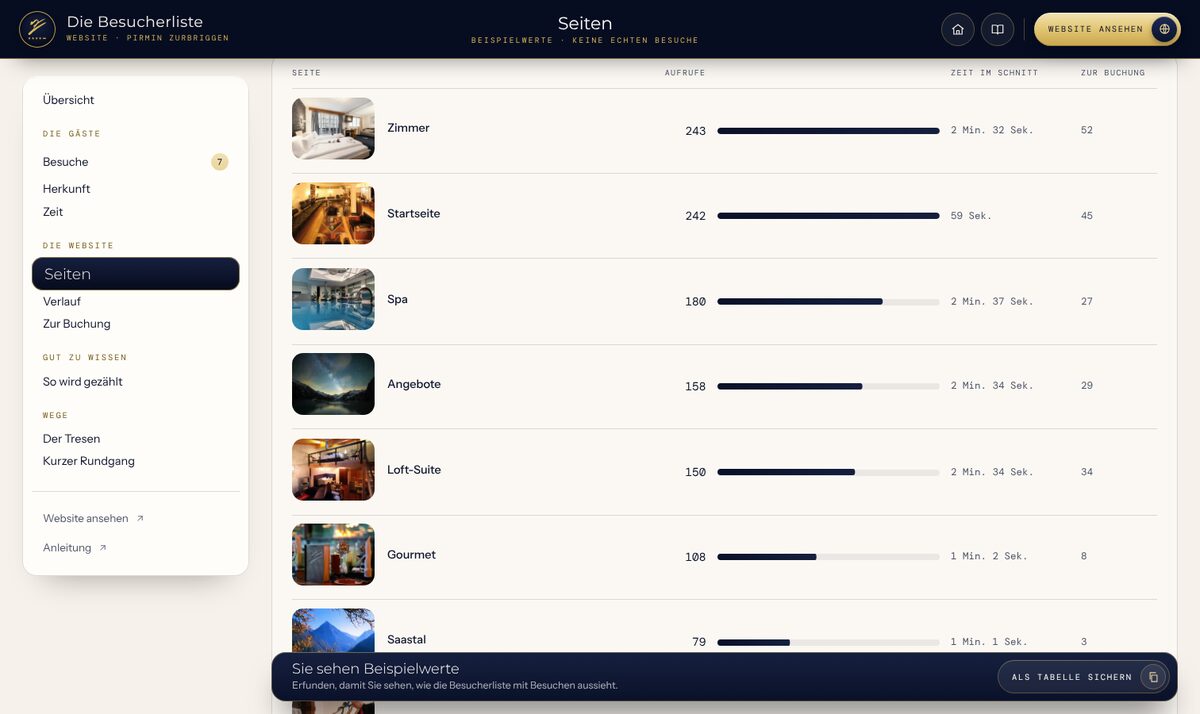 Die Besucherliste
WEBSITE · PIRMIN ZURBRIGGEN
Seiten
BEISPIELWERTE · KEINE ECHTEN BESUCHE
WEBSITE ANSEHEN
Übersicht
DIE GÄSTE
Besuche 7
Herkunft
Zeit
DIE WEBSITE
Seiten
Verlauf
Zur Buchung
GUT ZU WISSEN
So wird gezählt
WEGE
Der Tresen
Kurzer Rundgang
Website ansehen
Anleitung
SEITE AUFRUFE ZEIT IM SCHNITT ZUR BUCHUNG
Zimmer 243 2 Min. 32 Sek. 52
Startseite 242 59 Sek. 45
Spa 180 2 Min. 37 Sek. 27
Angebote 158 2 Min. 34 Sek. 29
Loft-Suite 150 2 Min. 34 Sek. 34
Gourmet 108 1 Min. 2 Sek. 8
Saastal 79 1 Min. 1 Sek. 3
Sie sehen Beispielwerte
Erfunden, damit Sie sehen, wie die Besucherliste mit Besuchen aussieht.
ALS TABELLE SICHERN